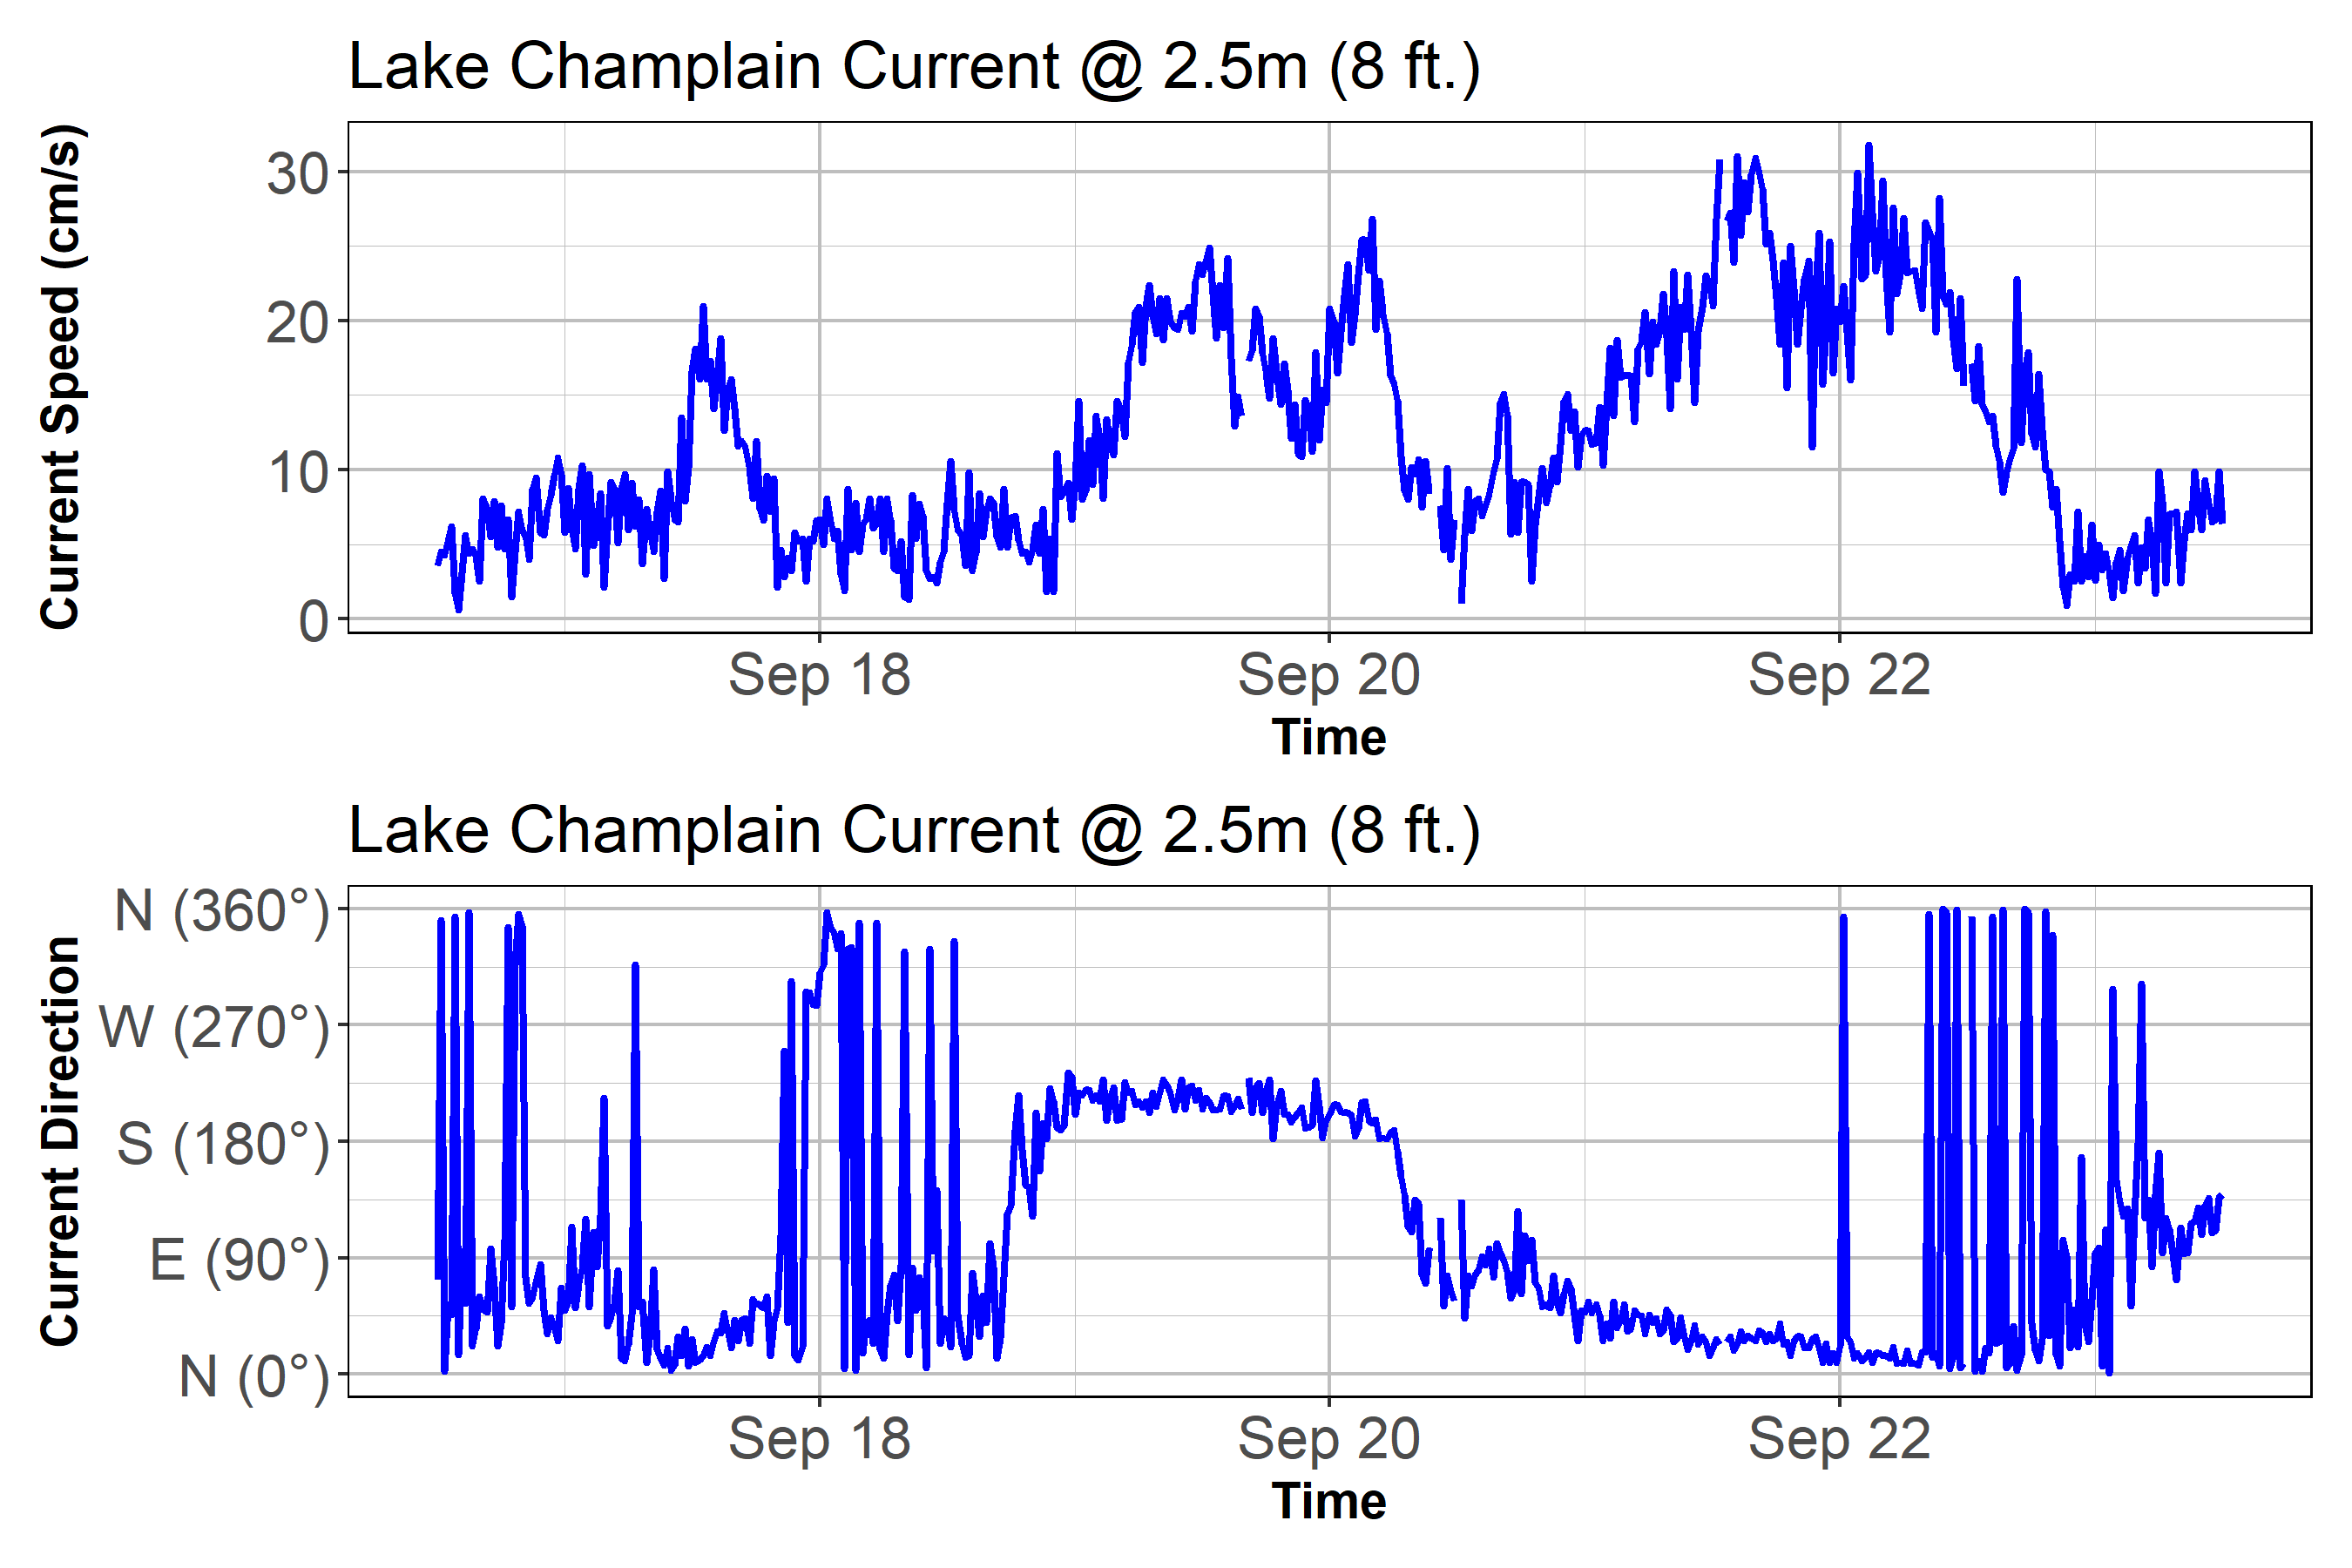 Lake Champlain Current @ 2.5m (8 ft.)
Current Speed (cm/s)
30
20
10
0
Sep 18 Sep 20 Sep 22
Time
Lake Champlain Current @ 2.5m (8 ft.)
Current Direction
N (360°)
W (270°)
S (180°)
E (90°)
N (0°)
Sep 18 Sep 20 Sep 22
Time